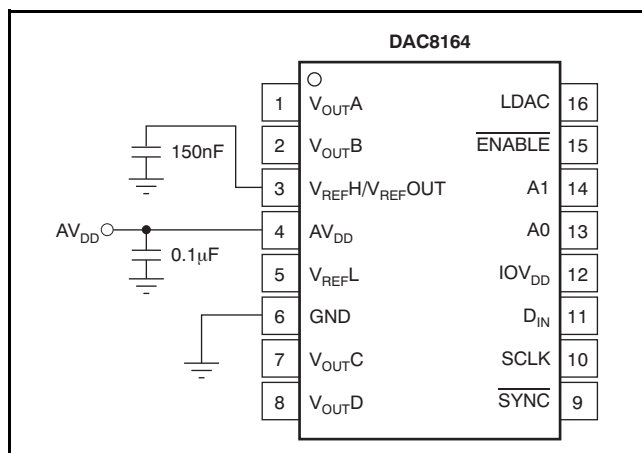 DAC8164
1 VOUTA LDAC 16
2 VOUTB ENABLE 15
150nF
3 VREFH/VREFOUT A1 14
AVDD 4 AVDD A0 13
0.1μF
5 VREFL IOVDD 12
6 GND DIN 11
7 VOUTC SCLK 10
8 VOUTD SYNC 9